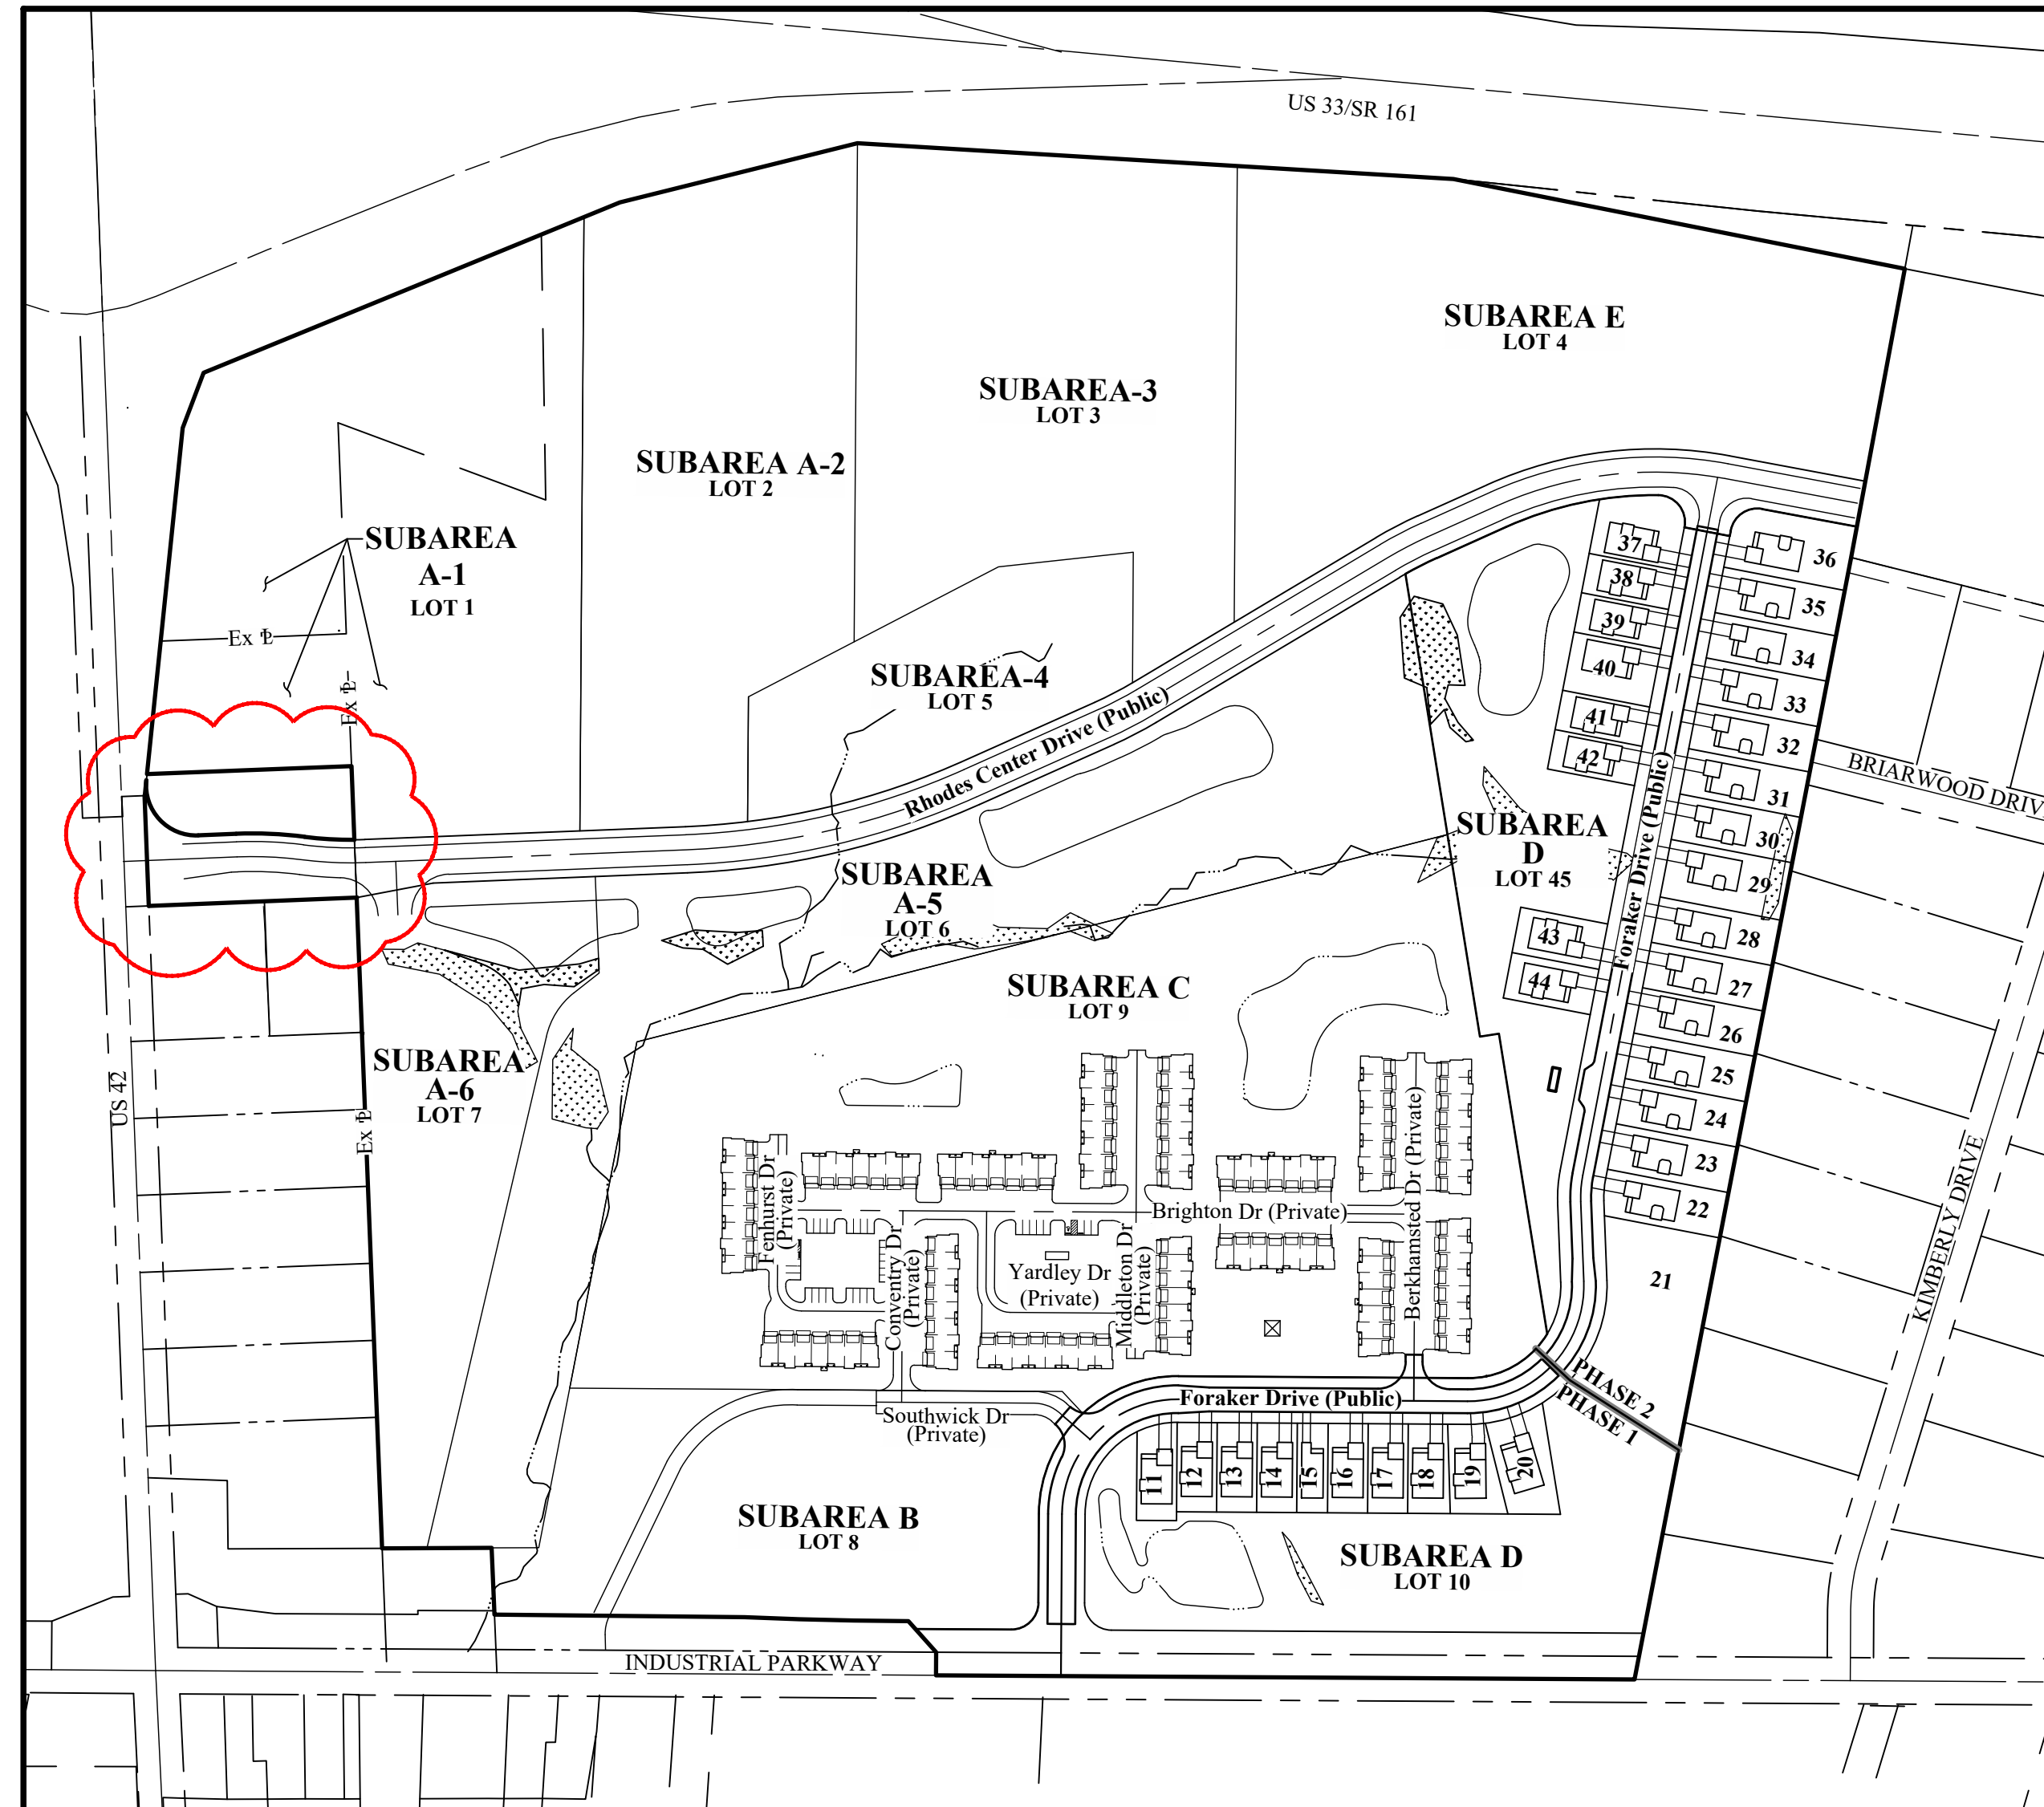 US 33/SR 161
SUBAREA E
LOT 4
SUBAREA-3
LOT 3
SUBAREA A-2
LOT 2
SUBAREA
A-1
LOT 1
Ex ⅊
Ex ⅊
SUBAREA-4
LOT 5
Rhodes Center Drive (Public)
37
38
39
40
41
42
36
35
34
33
32
31
30
29
28
27
26
25
24
23
22
21
43
44
BRIARWOOD DRIV
SUBAREA
D
LOT 45
Foraker Drive (Public)
SUBAREA
A-5
LOT 6
SUBAREA C
LOT 9
SUBAREA
A-6
LOT 7
US 42
Ex ⅊
KIMBERLY DRIVE
Fenhurst Dr
(Private)
Coventry Dr
(Private)
Yardley Dr
(Private)
Middleton Dr
(Private)
Brighton Dr (Private)
Berkhamsted Dr (Private)
PHASE 2
PHASE 1
Foraker Drive (Public)
Southwick Dr
(Private)
11
12
13
14
15
16
17
18
19
20
SUBAREA B
LOT 8
SUBAREA D
LOT 10
INDUSTRIAL PARKWAY